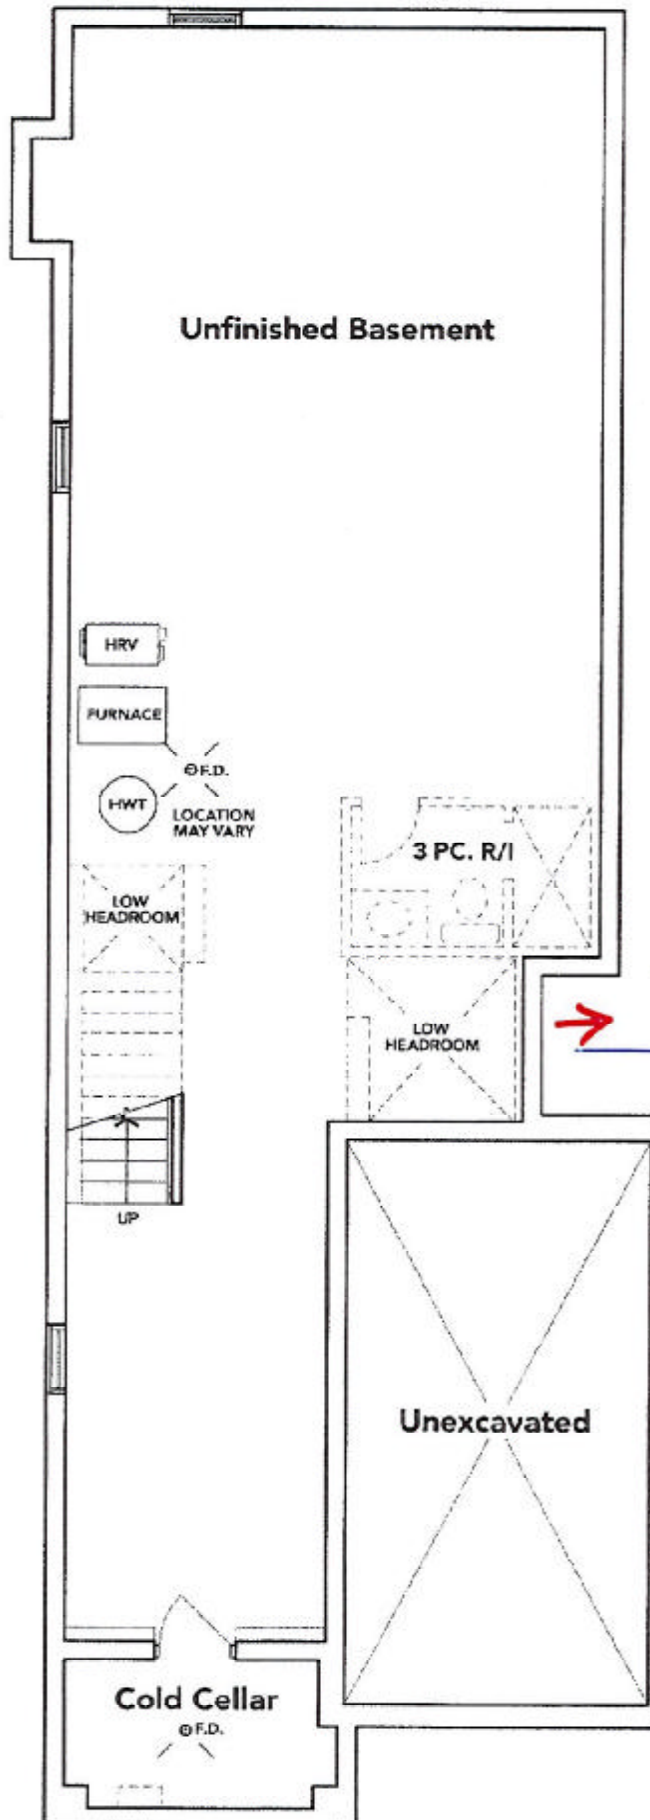 Unfinished Basement
HRV
FURNACE
F.D.
HWT
LOCATION
MAY VARY
3 PC. R/I
LOW
HEADROOM
LOW
HEADROOM
UP
Unexcavated
Cold Cellar
F.D.